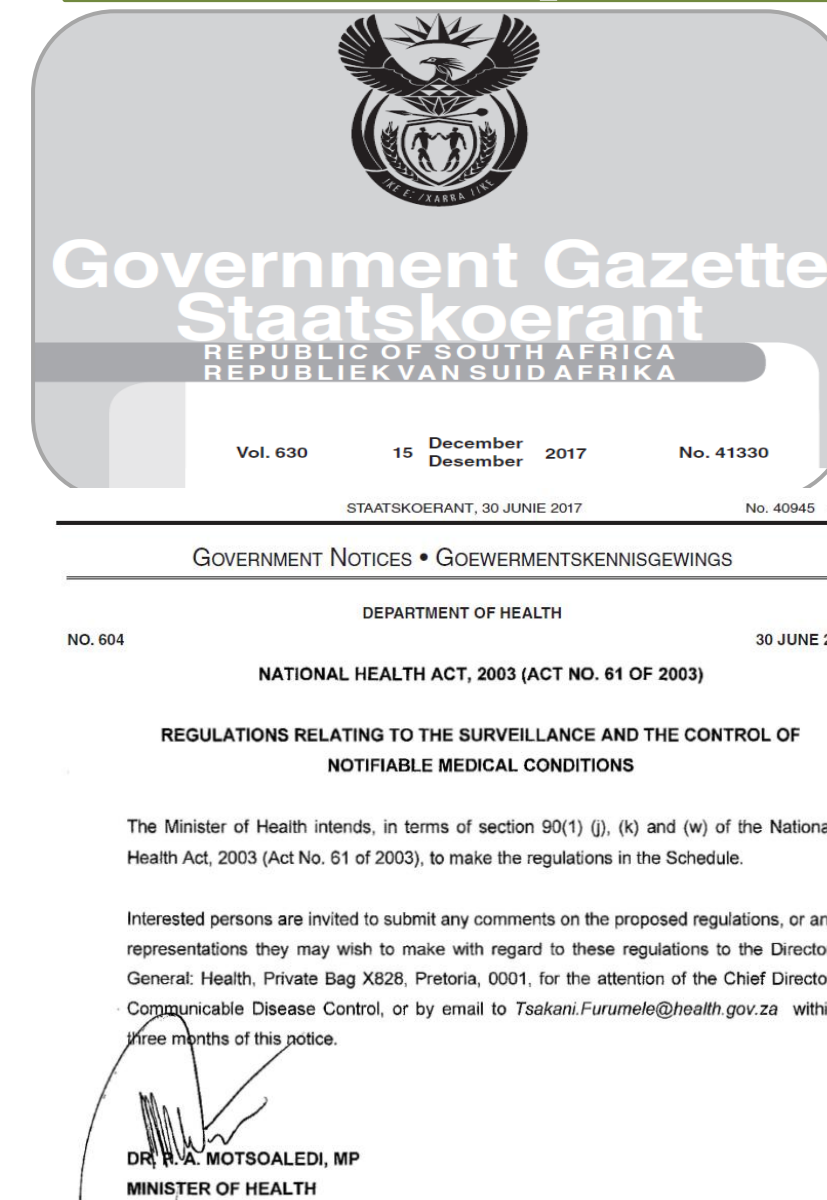 !KE E: /XARRA //KE
Government Gazette
Staatskoerant
REPUBLIC OF SOUTH AFRICA
REPUBLIEK VAN SUID AFRIKA
Vol. 630 15 December Desember 2017 No. 41330
STAATSKOERANT, 30 JUNIE 2017 No. 40945
GOVERNMENT NOTICES • GOEWERMENTSKENNISGEWINGS
DEPARTMENT OF HEALTH
NO. 604 30 JUNE 2
NATIONAL HEALTH ACT, 2003 (ACT NO. 61 OF 2003)
REGULATIONS RELATING TO THE SURVEILLANCE AND THE CONTROL OF
NOTIFIABLE MEDICAL CONDITIONS
The Minister of Health intends, in terms of section 90(1) (j), (k) and (w) of the Nationa
Health Act, 2003 (Act No. 61 of 2003), to make the regulations in the Schedule.
Interested persons are invited to submit any comments on the proposed regulations, or an
representations they may wish to make with regard to these regulations to the Directo
General: Health, Private Bag X828, Pretoria, 0001, for the attention of the Chief Directo
Communicable Disease Control, or by email to Tsakani.Furumele@health.gov.za withi
three months of this notice.
DR, P. A. MOTSOALEDI, MP
MINISTER OF HEALTH